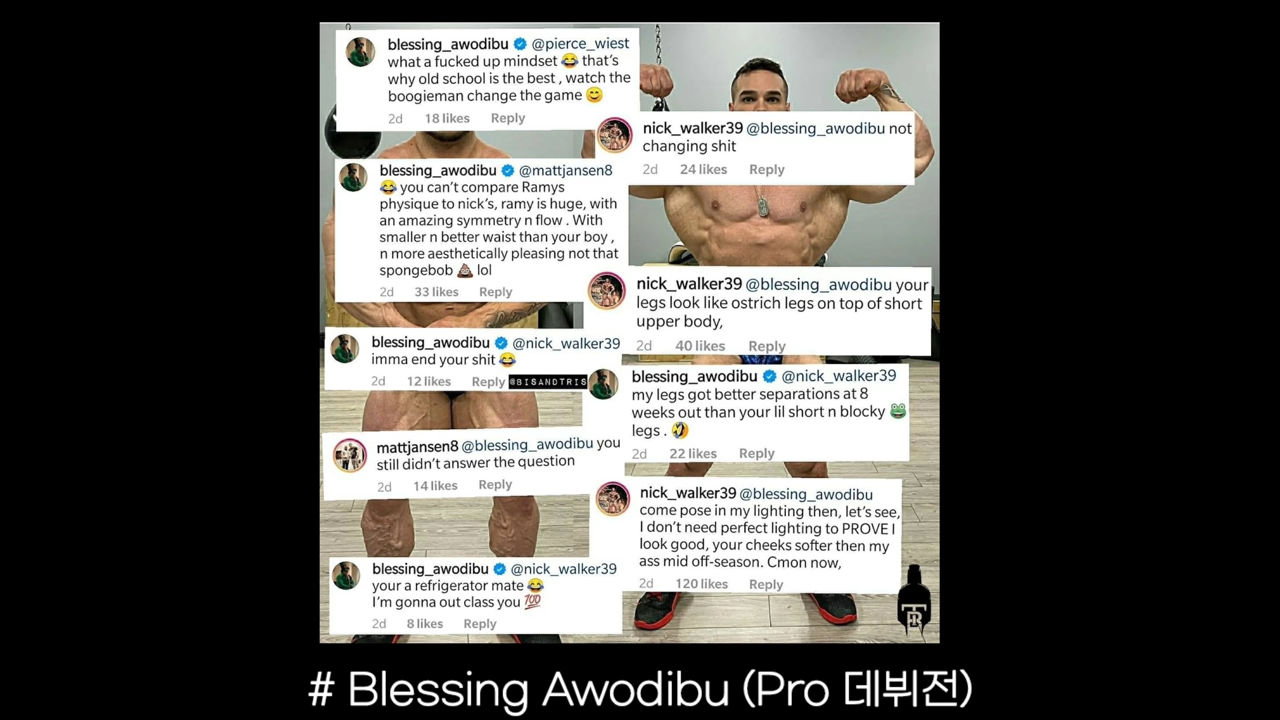 blessing_awodibu @pierce_wiest
what a fucked up mindset 😂 that's
why old school is the best , watch the
boogieman change the game 😊
2d 18 likes Reply
nick_walker39 @blessing_awodibu not
changing shit
2d 24 likes Reply
blessing_awodibu @mattjansen8
😂 you can't compare Ramys
physique to nick's, ramy is huge, with
an amazing symmetry n flow . With
smaller n better waist than your boy ,
n more aesthetically pleasing not that
spongebob 💩 lol
2d 33 likes Reply
nick_walker39 @blessing_awodibu your
legs look like ostrich legs on top of short
upper body,
2d 40 likes Reply
blessing_awodibu @nick_walker39
imma end your shit 😂
2d 12 likes Reply
@BISANDTRIS
blessing_awodibu @nick_walker39
my legs got better separations at 8
weeks out than your lil short n blocky 🐸
legs . 🤣
2d 22 likes Reply
mattjansen8 @blessing_awodibu you
still didn't answer the question
2d 14 likes Reply
nick_walker39 @blessing_awodibu
come pose in my lighting then, let's see,
I don't need perfect lighting to PROVE I
look good, your cheeks softer then my
ass mid off-season. Cmon now,
2d 120 likes Reply
blessing_awodibu @nick_walker39
your a refrigerator mate 😂
I'm gonna out class you 💯
2d 8 likes Reply
# Blessing Awodibu (Pro 데뷔전)